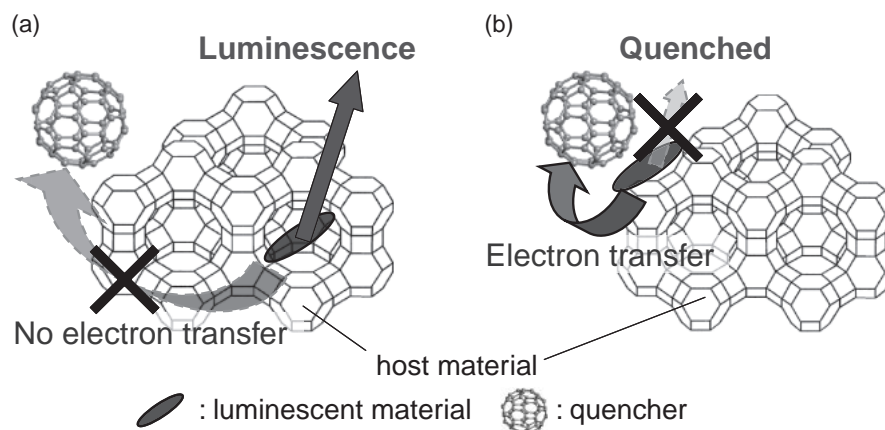 (a)
Luminescence
No electron transfer
(b)
Quenched
Electron transfer
host material
: luminescent material
: quencher